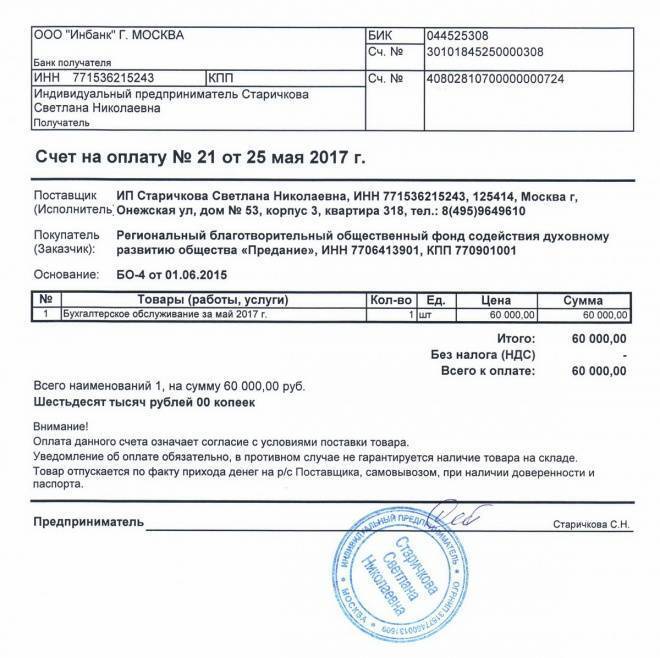 ООО "Инбанк" Г. МОСКВА
БИК 044525308
Сч. № 30101845250000308
Банк получателя
ИНН 771536215243 КПП
Сч. № 40802810700000000724
Индивидуальный предприниматель Старичкова
Светлана Николаевна
Получатель
Счет на оплату № 21 от 25 мая 2017 г.
Поставщик ИП Старичкова Светлана Николаевна, ИНН 771536215243, 125414, Москва г,
(Исполнитель Онежская ул, дом № 53, корпус 3, квартира 318, тел.: 8(495)9649610
Покупатель Региональный благотворительный общественный фонд содействия духовному
(Заказчик): развитию общества «Предание», ИНН 7706413901, КПП 770901001
Основание: БО-4 от 01.06.2015
№ Товары (работы, услуги) Кол-во Ед. Цена Сумма
1 Бухгалтерское обслуживание за май 2017 г. 1 шт 60 000,00 60 000,00
Итого: 60 000,00
Без налога (НДС) -
Всего к оплате: 60 000,00
Всего наименований 1, на сумму 60 000,00 руб.
Шестьдесят тысяч рублей 00 копеек
Внимание!
Оплата данного счета означает согласие с условиями поставки товара.
Уведомление об оплате обязательно, в противном случае не гарантируется наличие товара на складе.
Товар отпускается по факту прихода денег на р/с Поставщика, самовывозом, при наличии доверенности и
паспорта.
Предприниматель Старичкова С.Н.
ИНДИВИДУАЛЬНЫЙ ПРЕДПРИНИМАТЕЛЬ
Старичкова
Светлана
Николаевна
МОСКВА